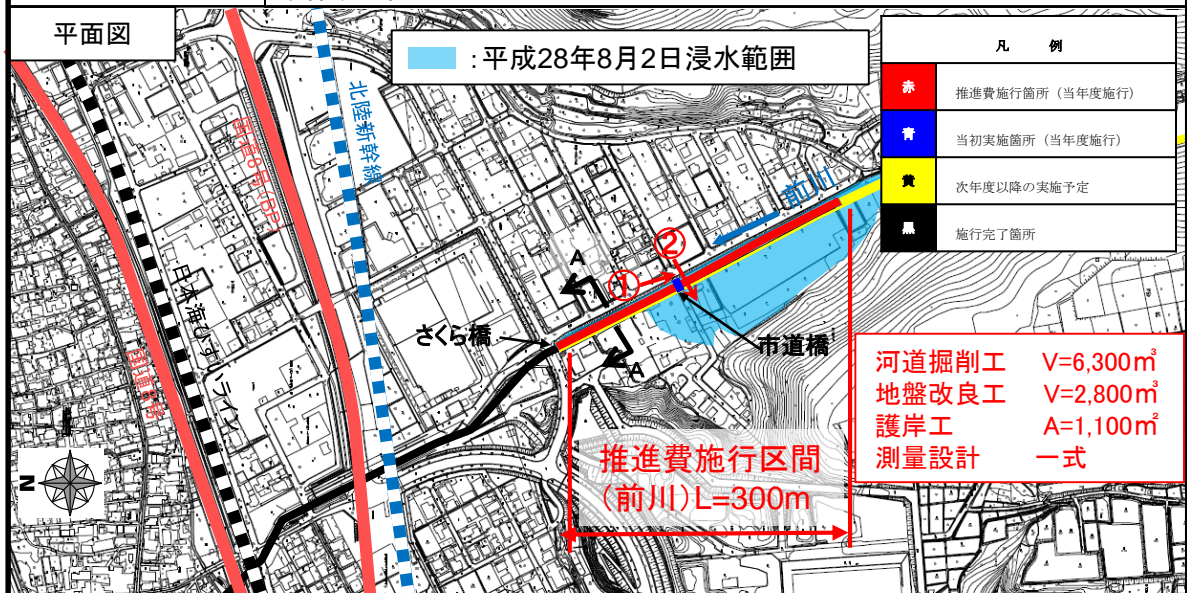 平面図
：平成28年8月2日浸水範囲
凡　例
赤　推進費施行箇所（当年度施行）
青　当初実施箇所（当年度施行）
黄　次年度以降の実施予定
黒　施行完了箇所
北陸新幹線
国道8号(BP)
日本海ひすいライン
国道8号
前川
②
①
A
A
さくら橋
市道橋
N
推進費施行区間
(前川)L=300m
河道掘削工　V=6,300㎥
地盤改良工　V=2,800㎥
護岸工　A=1,100㎡
測量設計　一式